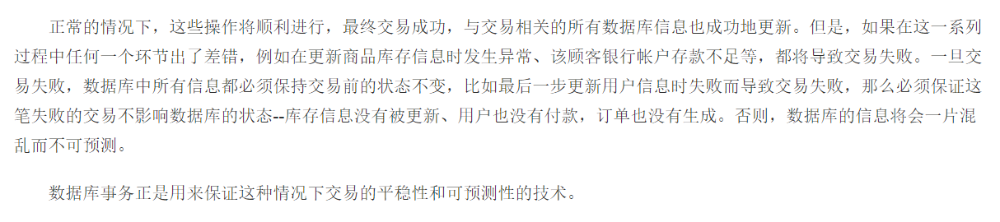 正常的情况下，这些操作将顺利进行，最终交易成功，与交易相关的所有数据库信息也成功地更新。但是，如果在这一系列
过程中任何一个环节出了差错，例如在更新商品库存信息时发生异常、该顾客银行帐户存款不足等，都将导致交易失败。一旦交
易失败，数据库中所有信息都必须保持交易前的状态不变，比如最后一步更新用户信息时失败而导致交易失败，那么必须保证这
笔失败的交易不影响数据库的状态--库存信息没有被更新、用户也没有付款，订单也没有生成。否则，数据库的信息将会一片混
乱而不可预测。
数据库事务正是用来保证这种情况下交易的平稳性和可预测性的技术。